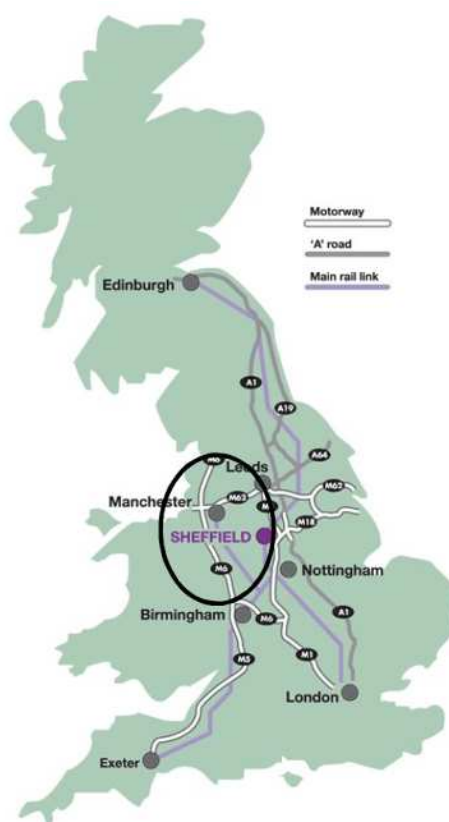 Motorway
'A' road
Main rail link
Edinburgh
A1
A19
A64
M6
Leeds
M62
M62
Manchester
M1
M18
SHEFFIELD
M6
Nottingham
Birmingham
M6
A1
M5
M1
London
Exeter